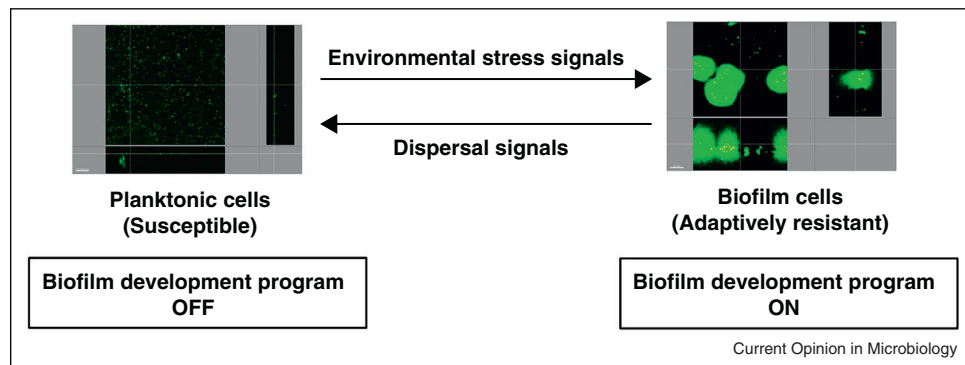 Environmental stress signals
Dispersal signals
Planktonic cells
(Susceptible)
Biofilm cells
(Adaptively resistant)
Biofilm development program
OFF
Biofilm development program
ON
Current Opinion in Microbiology